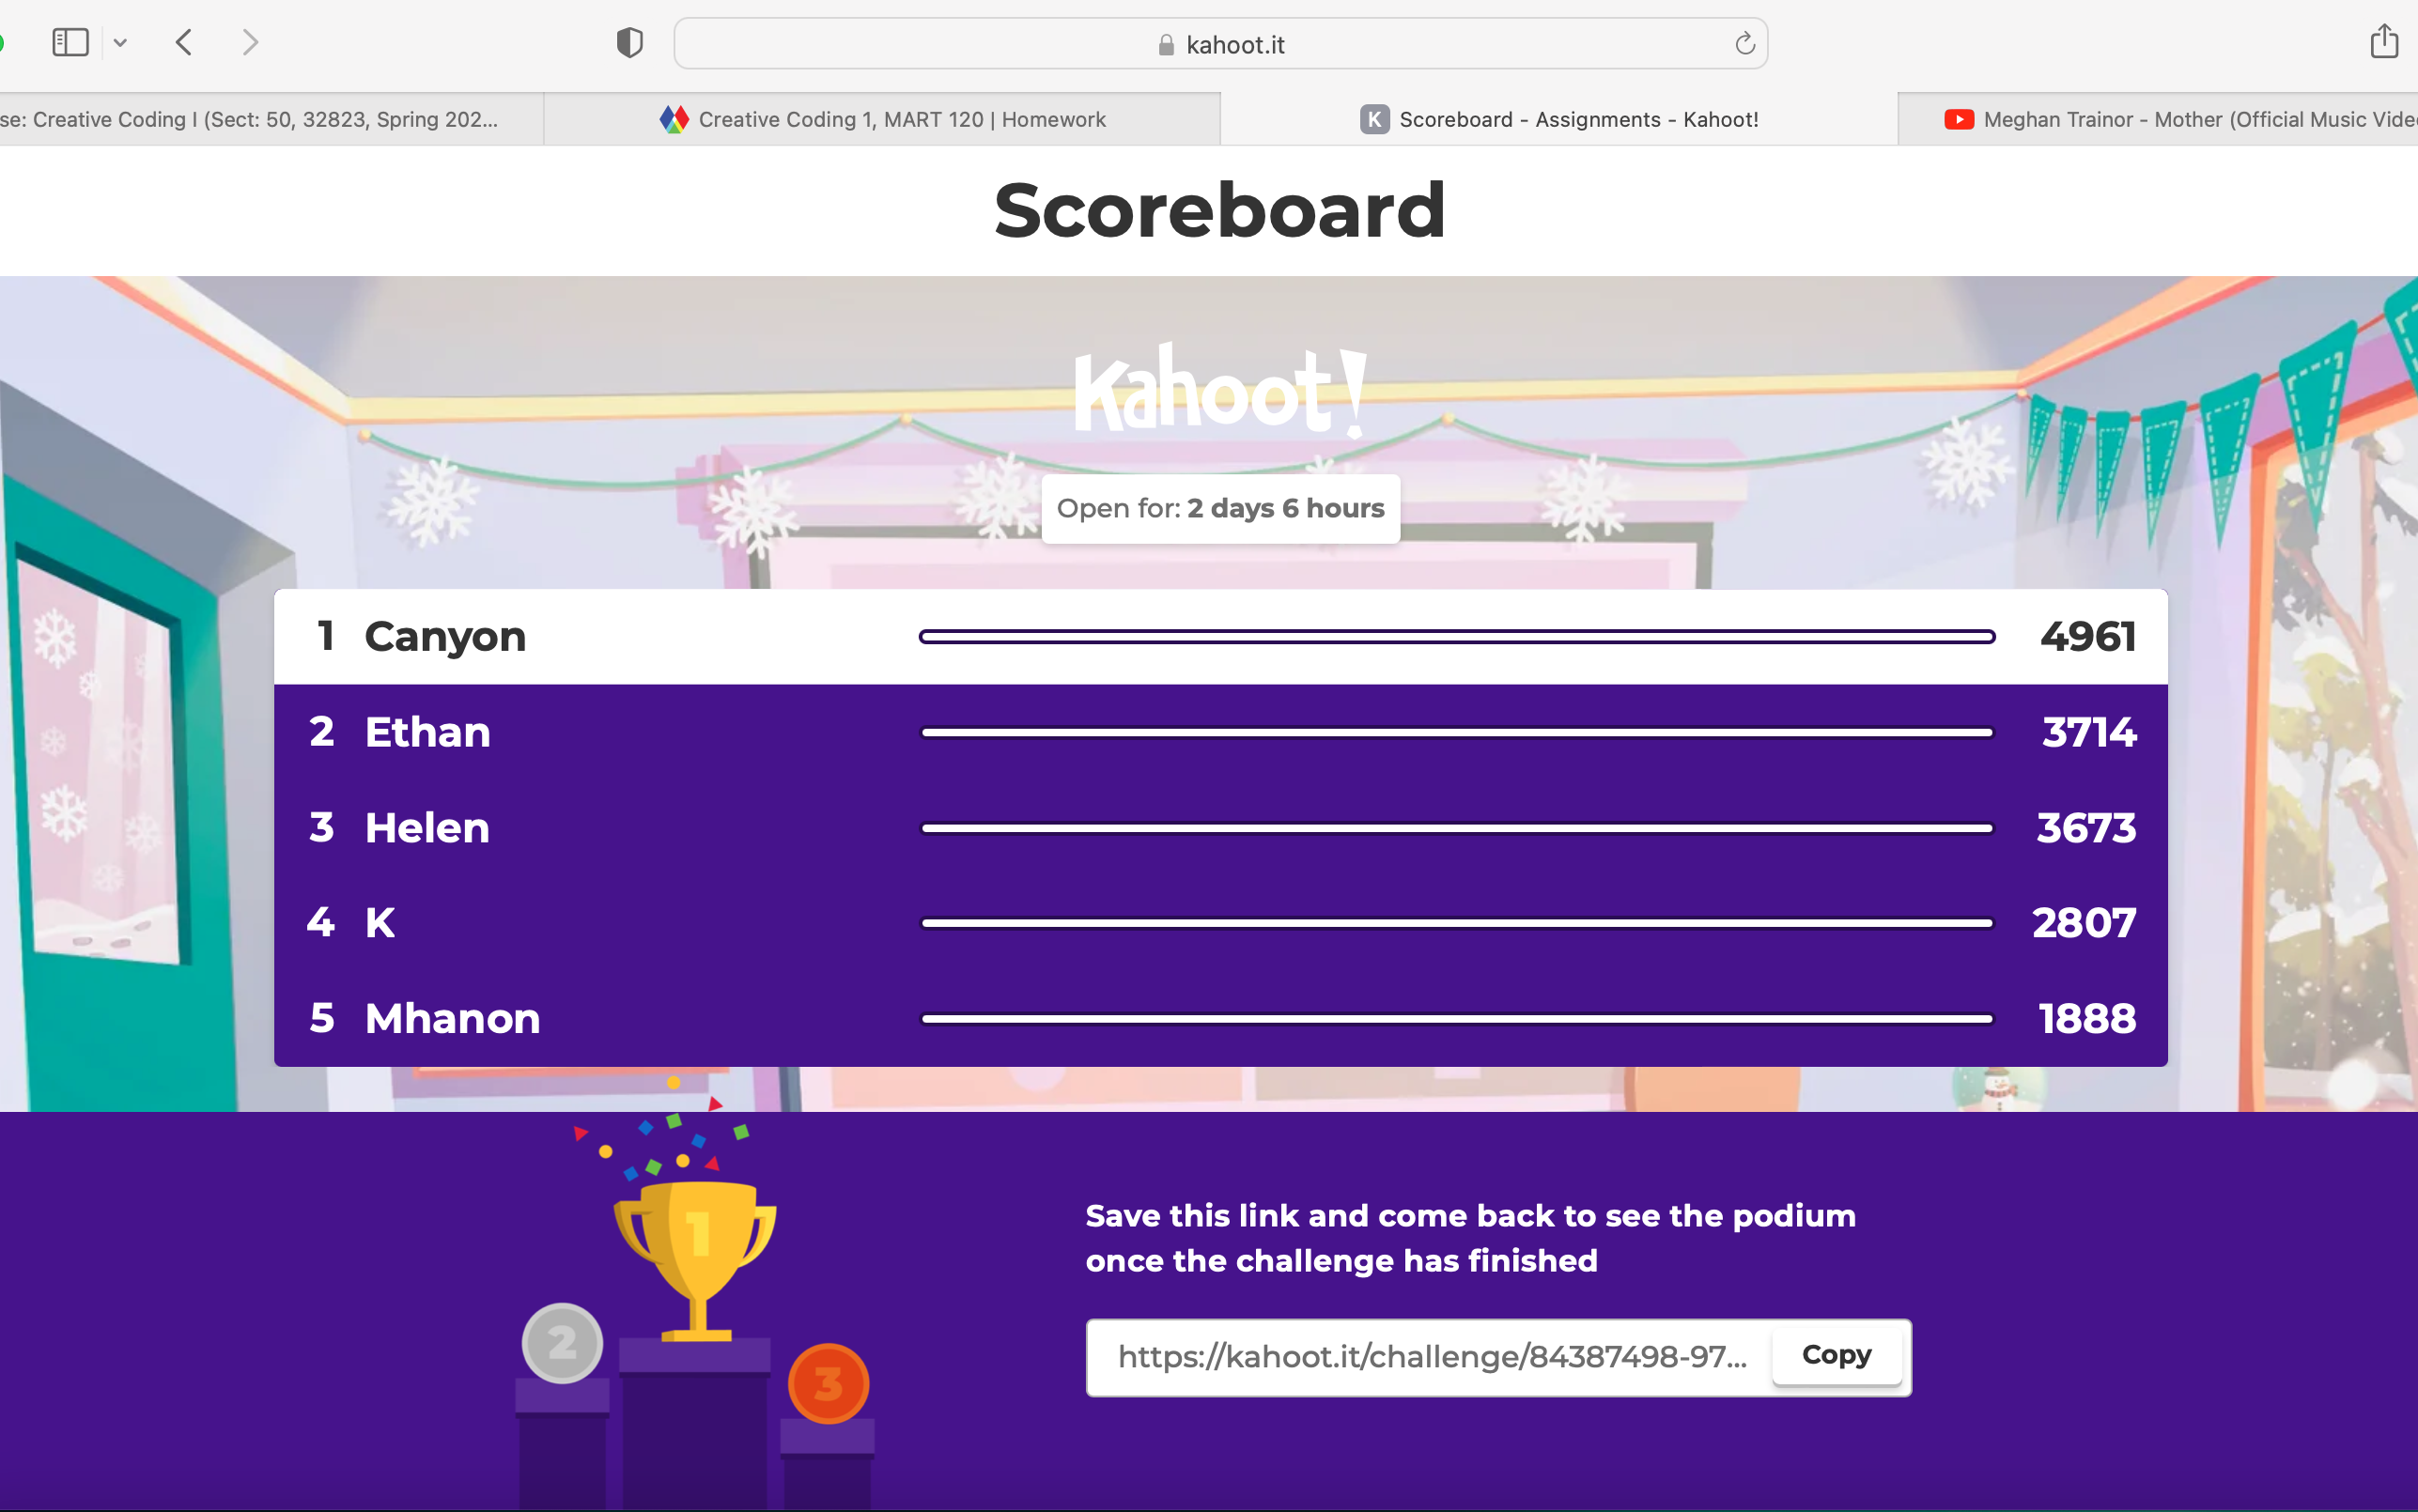 kahoot.it
se: Creative Coding I (Sect: 50, 32823, Spring 202...
Creative Coding 1, MART 120 | Homework
K Scoreboard - Assignments - Kahoot!
Meghan Trainor - Mother (Official Music Vide
Scoreboard
Kahoot!
Open for: 2 days 6 hours
1 Canyon 4961
2 Ethan 3714
3 Helen 3673
4 K 2807
5 Mhanon 1888
1
2
3
Save this link and come back to see the podium
once the challenge has finished
https://kahoot.it/challenge/84387498-97... Copy